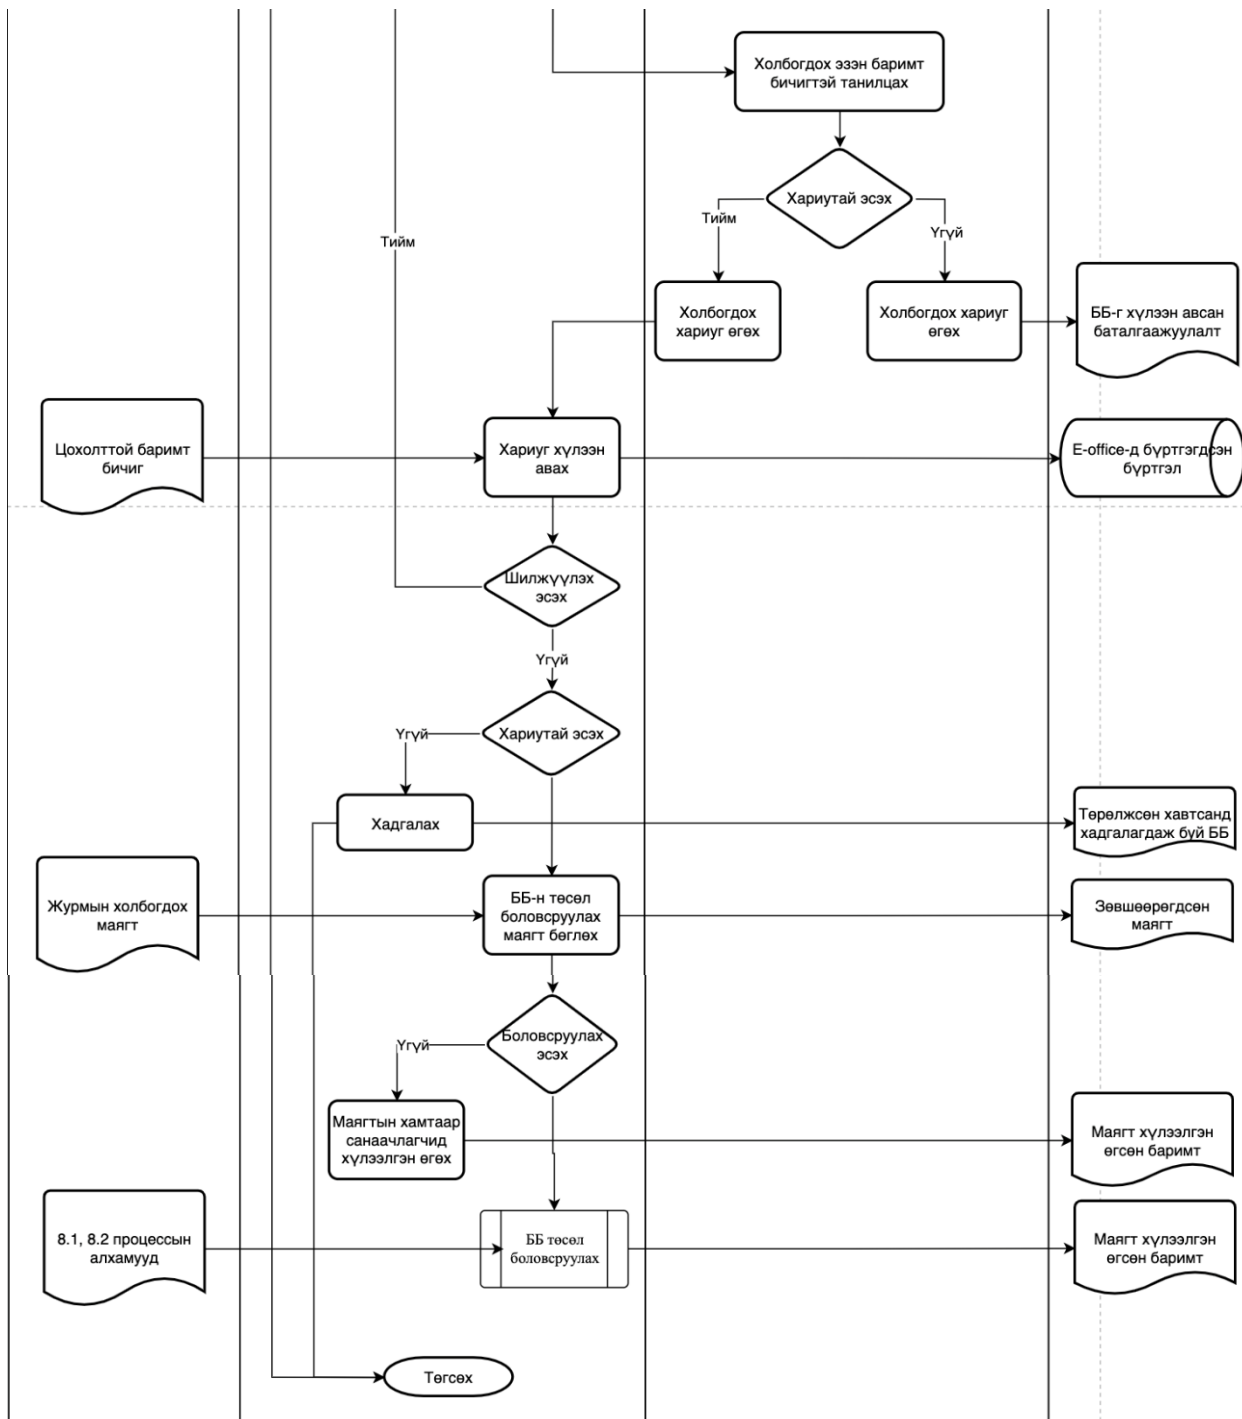 Холбогдох эзэн баримт
бичигтэй танилцах
Хариутай эсэх
Тийм
Үгүй
Тийм
Холбогдох
хариуг өгөх
Холбогдох хариуг
өгөх
ББ-г хүлээн авсан
баталгаажуулалт
Цохолттой баримт
бичиг
Хариуг хүлээн
авах
E-office-д бүртгэгдсэн
бүртгэл
Шилжүүлэх
эсэх
Үгүй
Үгүй
Хариутай эсэх
Хадгалах
Төрөлжсөн хавтсанд
хадгалагдаж буй ББ
Журмын холбогдох
маягт
ББ-н төсөл
боловсруулах
маягт бөглөх
Зөвшөөрөгдсөн
маягт
Боловсруулах
эсэх
Үгүй
Маягтын хамтаар
санаачлагчид
хүлээлгэн өгөх
Маягт хүлээлгэн
өгсөн баримт
8.1, 8.2 процессын
алхамууд
ББ төсөл
боловсруулах
Маягт хүлээлгэн
өгсөн баримт
Төгсөх